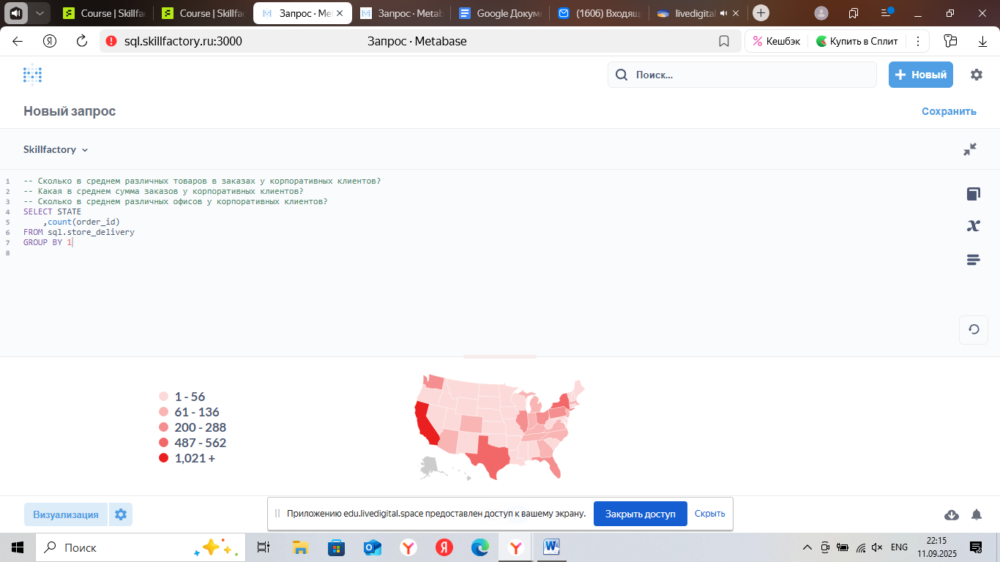 Course | Skillfac
Course | Skillfac
Запрос · Met
Запрос · Metab
Google Докум
(1606) Входящ
livedigital
sql.skillfactory.ru:3000
Запрос · Metabase
Кешбэк
Купить в Сплит
Поиск...
+ Новый
Новый запрос
Сохранить
Skillfactory
1 -- Сколько в среднем различных товаров в заказах у корпоративных клиентов?
2 -- Какая в среднем сумма заказов у корпоративных клиентов?
3 -- Сколько в среднем различных офисов у корпоративных клиентов?
4 SELECT STATE
5 ,count(order_id)
6 FROM sql.store_delivery
7 GROUP BY 1
8
1 - 56
61 - 136
200 - 288
487 - 562
1,021 +
Визуализация
Приложению edu.livedigital.space предоставлен доступ к вашему экрану.
Закрыть доступ
Скрыть
Поиск
ENG
22:15
11.09.2025